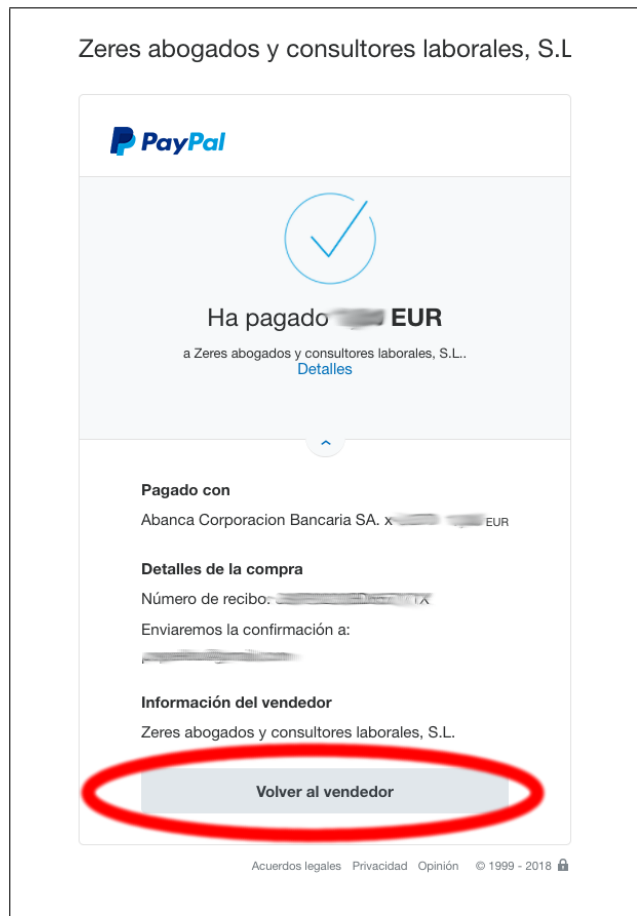 Zeres abogados y consultores laborales, S.L
PayPal
Ha pagado EUR
a Zeres abogados y consultores laborales, S.L..
Detalles
Pagado con
Abanca Corporacion Bancaria SA. x EUR
Detalles de la compra
Número de recibo: X
Enviaremos la confirmación a:
Información del vendedor
Zeres abogados y consultores laborales, S.L.
Volver al vendedor
Acuerdos legales Privacidad Opinión © 1999 - 2018